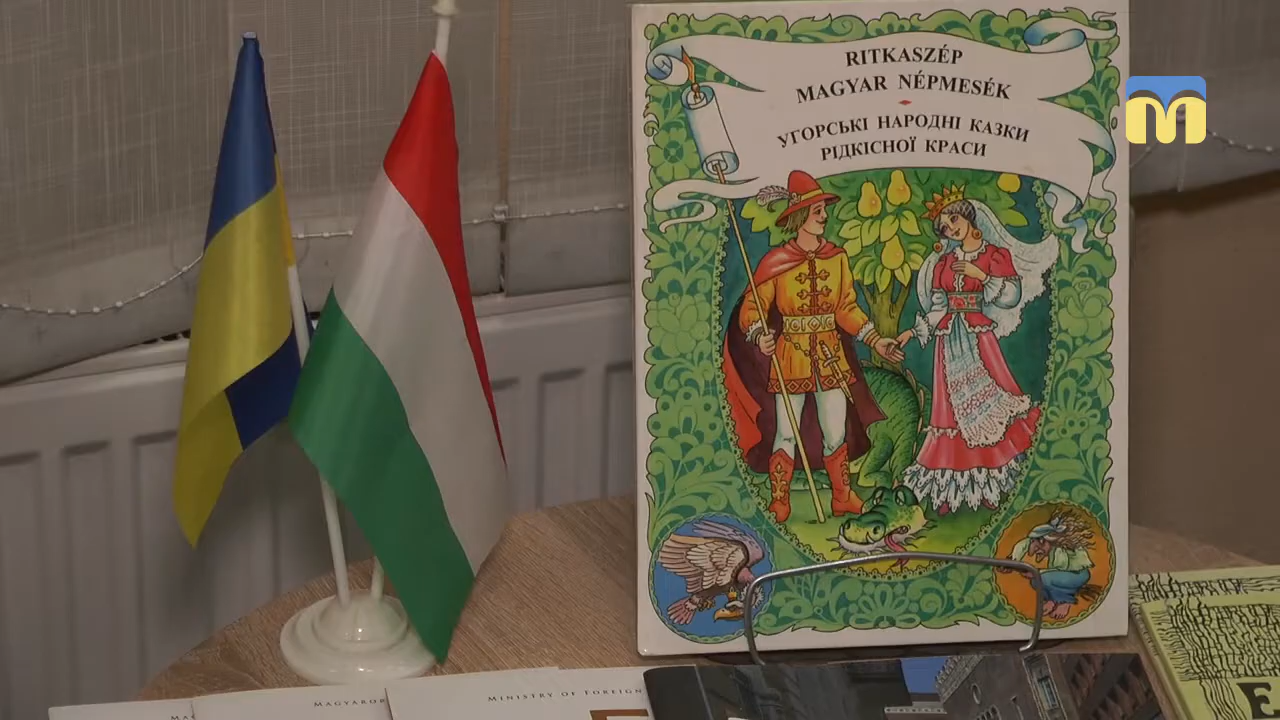 RITKASZÉP
MAGYAR NÉPMESÉK
УГОРСЬКІ НАРОДНІ КАЗКИ
РІДКІСНОЇ КРАСИ
MINISTRY OF FOREIGN